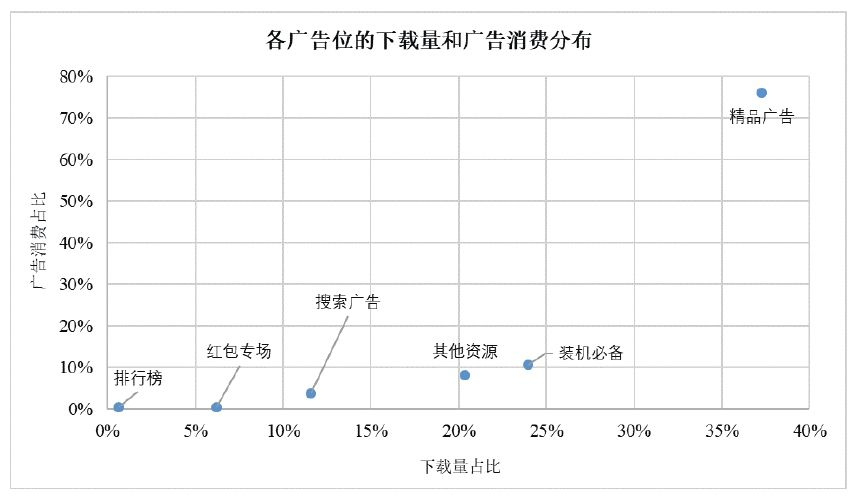 各广告位的下载量和广告消费分布
80%
70%
60%
50%
40%
30%
20%
10%
0%
广告消费占比
精品广告
搜索广告
红包专场
其他资源
装机必备
排行榜
0%
5%
10%
15%
20%
25%
30%
35%
40%
下载量占比